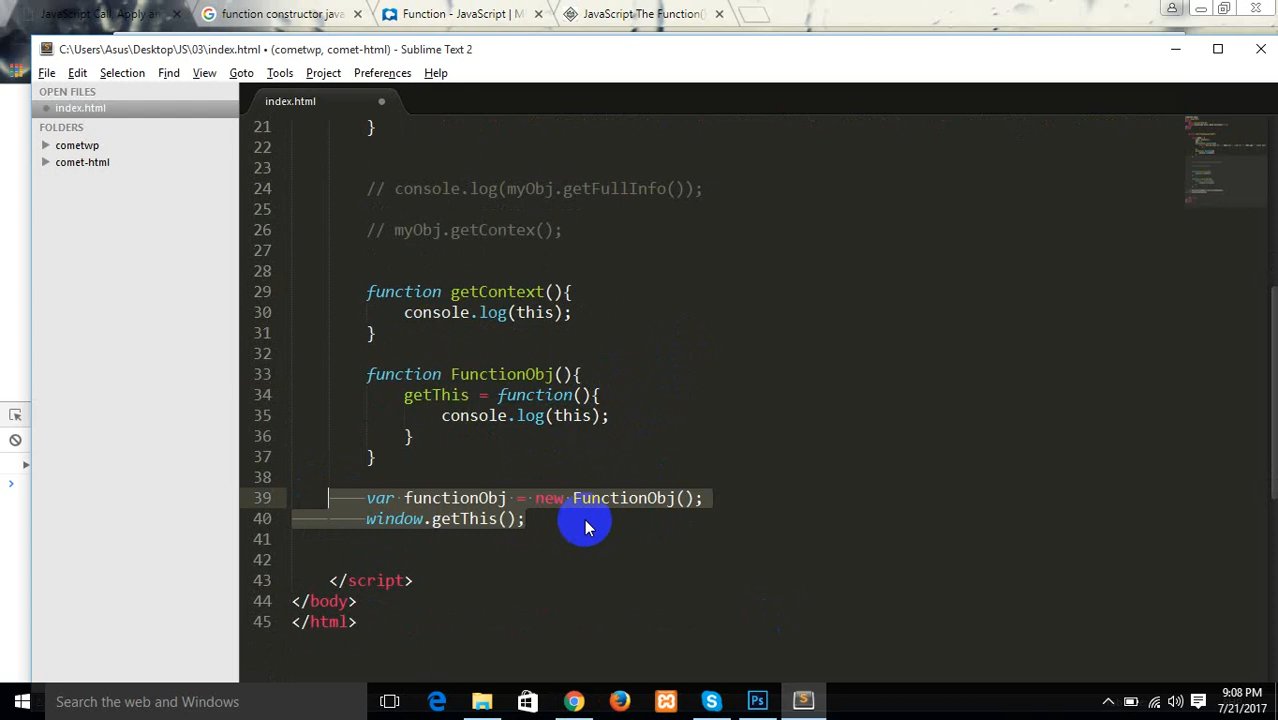 JavaScript Call, Apply an
function constructor java
Function - JavaScript | M
JavaScript The Function()
C:\Users\Asus\Desktop\JS\03\index.html • (cometwp, comet-html) - Sublime Text 2
File Edit Selection Find View Goto Tools Project Preferences Help
OPEN FILES
index.html
FOLDERS
cometwp
comet-html
index.html
21 }
22
23
24 // console.log(myObj.getFullInfo());
25
26 // myObj.getContex();
27
28
29 function getContext(){
30 console.log(this);
31 }
32
33 function FunctionObj(){
34 getThis = function(){
35 console.log(this);
36 }
37 }
38
39 var functionObj = new FunctionObj();
40 window.getThis();
41
42
43 </script>
44 </body>
45 </html>
Search the web and Windows
9:08 PM
7/21/2017